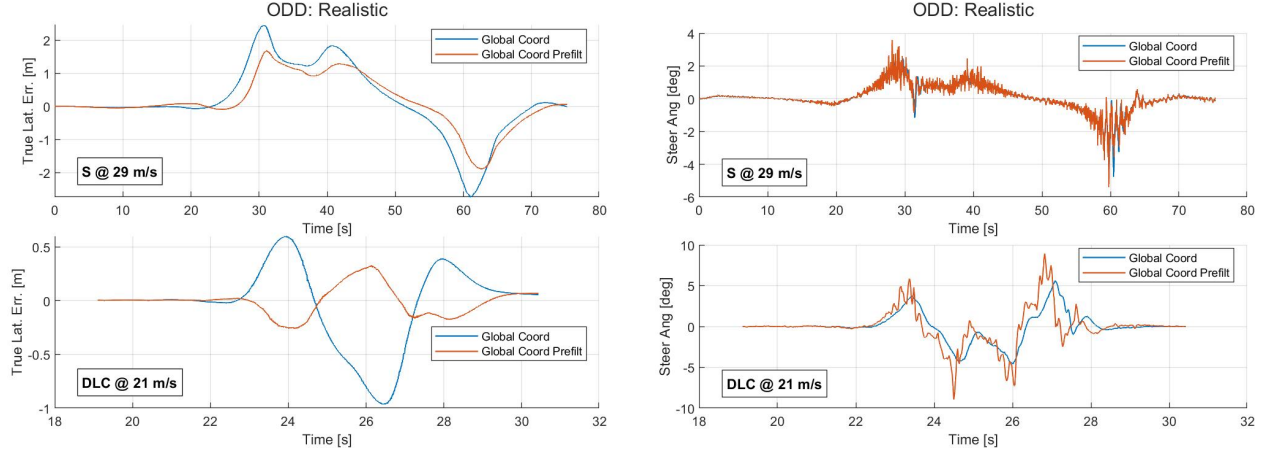 ODD: Realistic
2
1
0
-1
-2
True Lat. Err. [m]
Global Coord
Global Coord Prefilt
S @ 29 m/s
0 10 20 30 40 50 60 70 80
Time [s]
ODD: Realistic
4
2
0
-2
-4
-6
Steer Ang [deg]
Global Coord
Global Coord Prefilt
S @ 29 m/s
0 10 20 30 40 50 60 70 80
Time [s]
0.5
0
-0.5
-1
True Lat. Err. [m]
Global Coord
Global Coord Prefilt
DLC @ 21 m/s
18 20 22 24 26 28 30 32
Time [s]
10
5
0
-5
-10
Steer Ang [deg]
Global Coord
Global Coord Prefilt
DLC @ 21 m/s
18 20 22 24 26 28 30 32
Time [s]